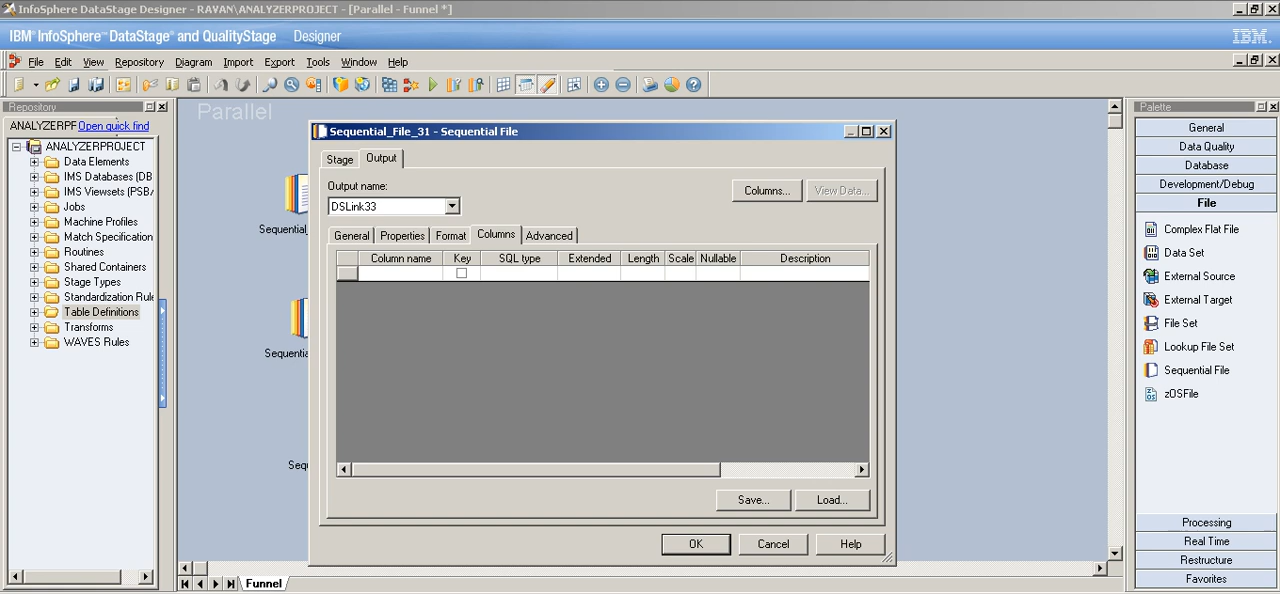 InfoSphere DataStage Designer - RAVAN\ANALYZERPROJECT - [Parallel - Funnel *]
IBM® InfoSphere™ DataStage® and QualityStage Designer
IBM.
File Edit View Repository Diagram Import Export Tools Window Help
Repository
ANALYZERPF Open quick find
ANALYZERPROJECT
Data Elements
IMS Databases (DB
IMS Viewsets (PSB/
Jobs
Machine Profiles
Match Specification
Routines
Shared Containers
Stage Types
Standardization Rule
Table Definitions
Transforms
WAVES Rules
Parallel
Sequential_
Sequential
Sequ
Sequential_File_31 - Sequential File
Stage Output
Output name:
DSLink33
Columns... View Data...
General Properties Format Columns Advanced
Column name Key SQL type Extended Length Scale Nullable Description
Save... Load...
OK Cancel Help
Funnel
Palette
General
Data Quality
Database
Development/Debug
File
Complex Flat File
Data Set
External Source
External Target
File Set
Lookup File Set
Sequential File
zOSFile
Processing
Real Time
Restructure
Favorites